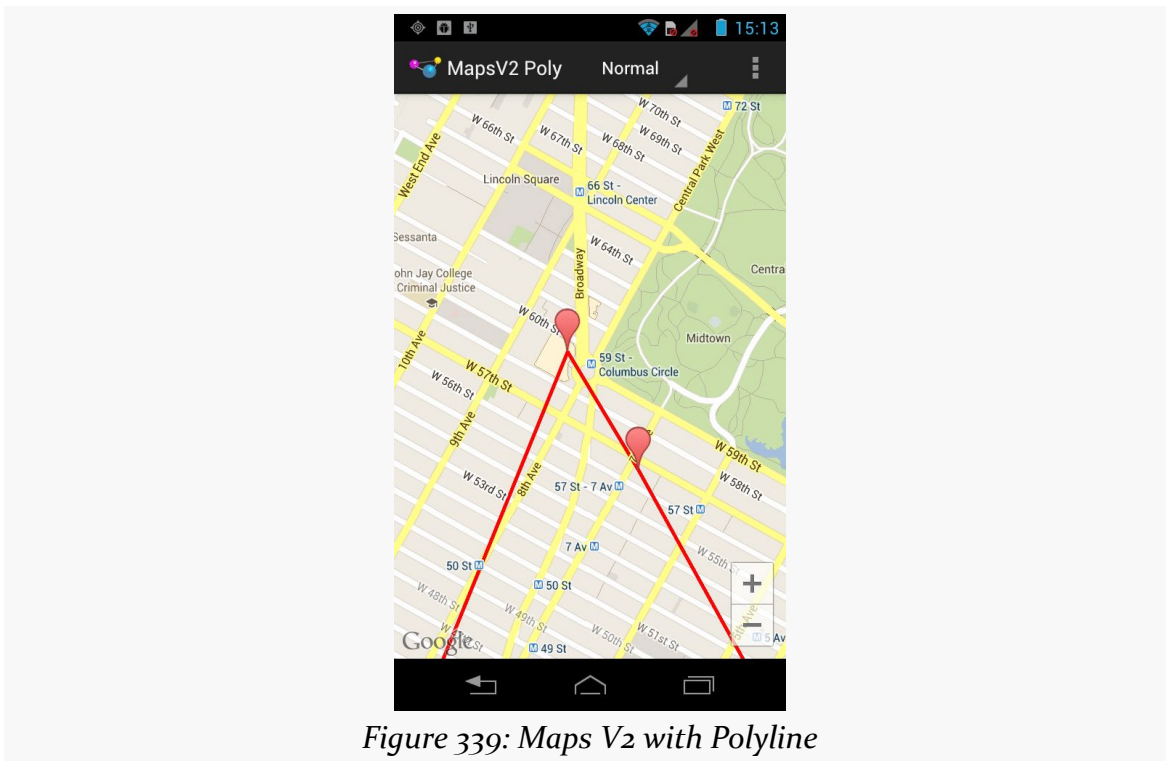 15:13
MapsV2 Poly
Normal
72 St
W 70th St
W 66th St
W 67th St
W 68th St
W 69th St
West End Ave
Central Park West
Lincoln Square
66 St -
Lincoln Center
Sessanta
W 64th St
Broadway
Centra
ohn Jay College
Criminal Justice
W 60th St
Midtown
10th Ave
59 St -
Columbus Circle
W 57th St
W 56th St
9th Ave
W 59th St
W 53rd St
8th Ave
57 St - 7 Av
W 58th St
57 St
7 Av
W 55th
50 St
50 St
W 48th St
W 49th St
W 50th St
W 51st St
5th Ave
5 Av
Google
49 St
Figure 339: Maps V2 with Polyline